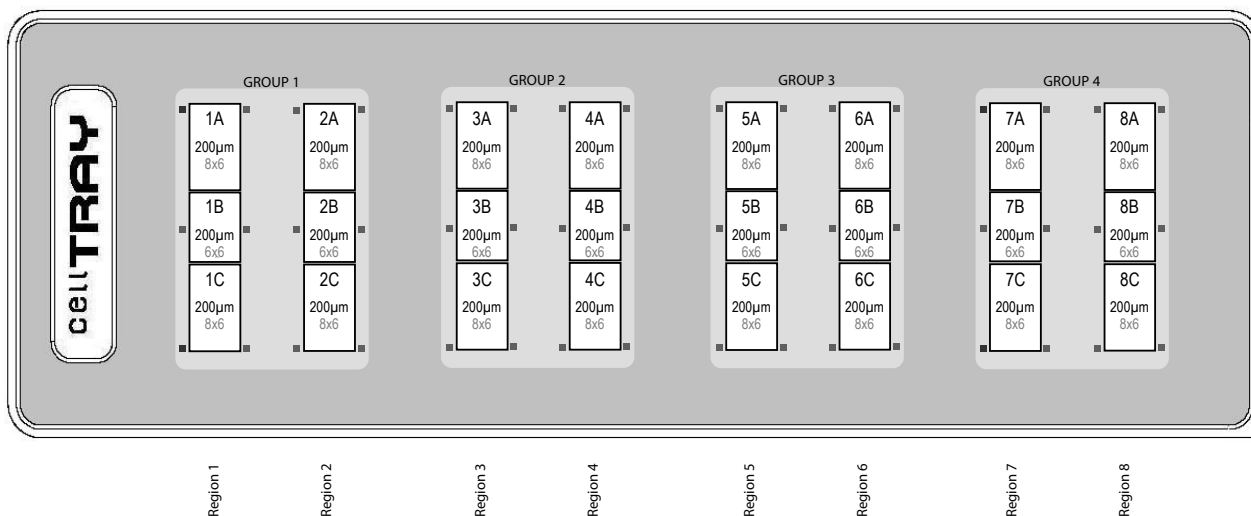 cellTRAY
GROUP 1
GROUP 2
GROUP 3
GROUP 4
1A
200µm
8x6
2A
200µm
8x6
3A
200µm
8x6
4A
200µm
8x6
5A
200µm
8x6
6A
200µm
8x6
7A
200µm
8x6
8A
200µm
8x6
1B
200µm
6x6
2B
200µm
6x6
3B
200µm
6x6
4B
200µm
6x6
5B
200µm
6x6
6B
200µm
6x6
7B
200µm
6x6
8B
200µm
6x6
1C
200µm
8x6
2C
200µm
8x6
3C
200µm
8x6
4C
200µm
8x6
5C
200µm
8x6
6C
200µm
8x6
7C
200µm
8x6
8C
200µm
8x6
Region 1
Region 2
Region 3
Region 4
Region 5
Region 6
Region 7
Region 8